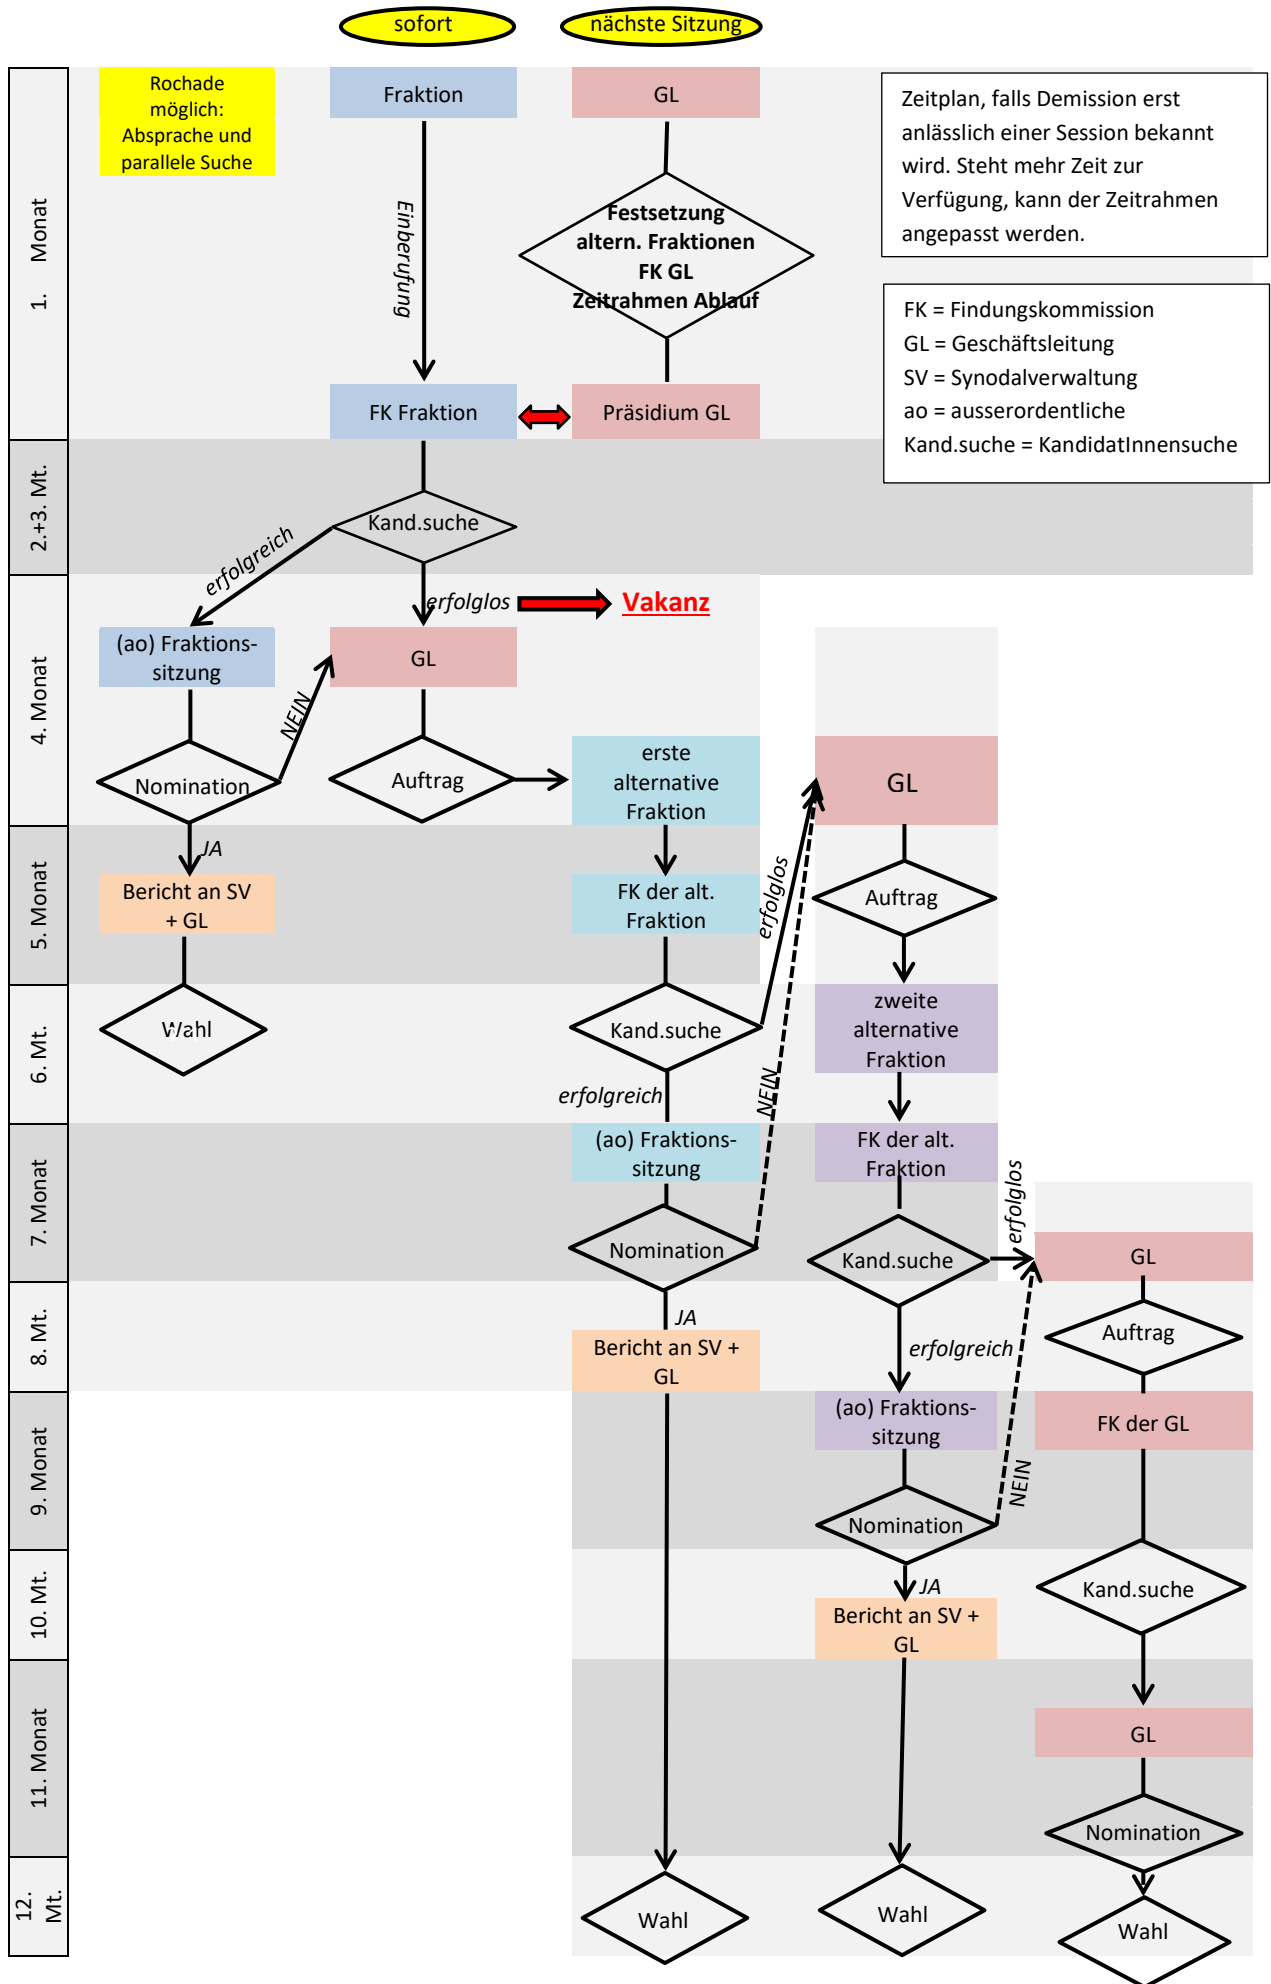 sofort
nächste Sitzung
Rochade
möglich:
Absprache und
parallele Suche
Fraktion
GL
Zeitplan, falls Demission erst
anlässlich einer Session bekannt
wird. Steht mehr Zeit zur
Verfügung, kann der Zeitrahmen
angepasst werden.
1. Monat
Einberufung
Festsetzung
altern. Fraktionen
FK GL
Zeitrahmen Ablauf
FK = Findungskommission
GL = Geschäftsleitung
SV = Synodalverwaltung
ao = ausserordentliche
Kand.suche = KandidatInnensuche
FK Fraktion
Präsidium GL
2.+3. Mt.
Kand.suche
erfolgreich
erfolglos
Vakanz
4. Monat
(ao) Fraktions-
sitzung
GL
NEIN
Nomination
Auftrag
erste
alternative
Fraktion
GL
5. Monat
JA
Bericht an SV
+ GL
FK der alt.
Fraktion
erfolglos
Auftrag
6. Mt.
Wahl
Kand.suche
zweite
alternative
Fraktion
erfolgreich
NEIN
7. Monat
(ao) Fraktions-
sitzung
FK der alt.
Fraktion
erfolglos
Nomination
Kand.suche
GL
8. Mt.
JA
Bericht an SV +
GL
erfolgreich
Auftrag
9. Monat
(ao) Fraktions-
sitzung
FK der GL
NEIN
Nomination
10. Mt.
JA
Bericht an SV +
GL
Kand.suche
11. Monat
GL
Nomination
12.
Mt.
Wahl
Wahl
Wahl